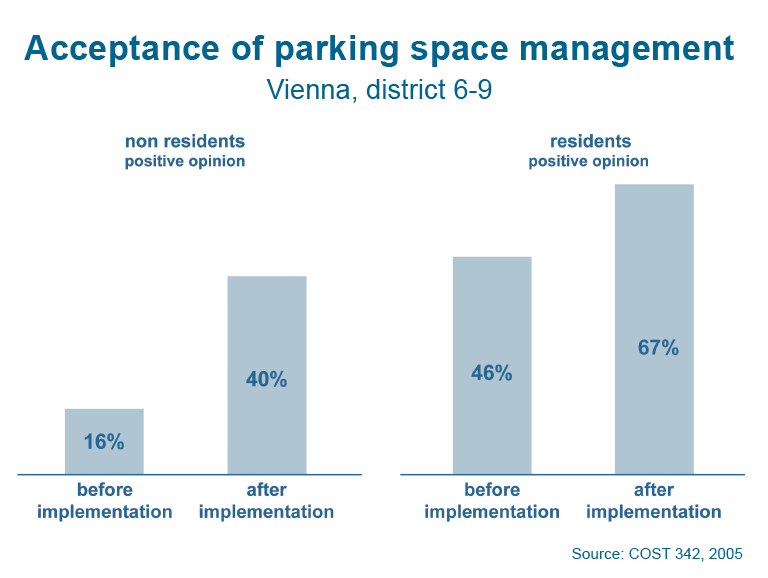 Acceptance of parking space management
Vienna, district 6-9
non residents
positive opinion
16%
40%
before
implementation
after
implementation
residents
positive opinion
46%
67%
before
implementation
after
implementation
Source: COST 342, 2005